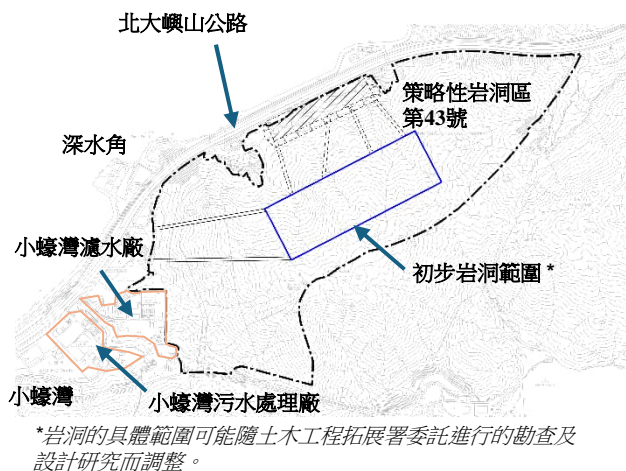 北大嶼山公路
策略性岩洞區
第43號
深水角
小蠔灣濾水廠
初步岩洞範圍 *
小蠔灣
小蠔灣污水處理廠
*岩洞的具體範圍可能隨土木工程拓展署委託進行的勘查及
設計研究而調整。